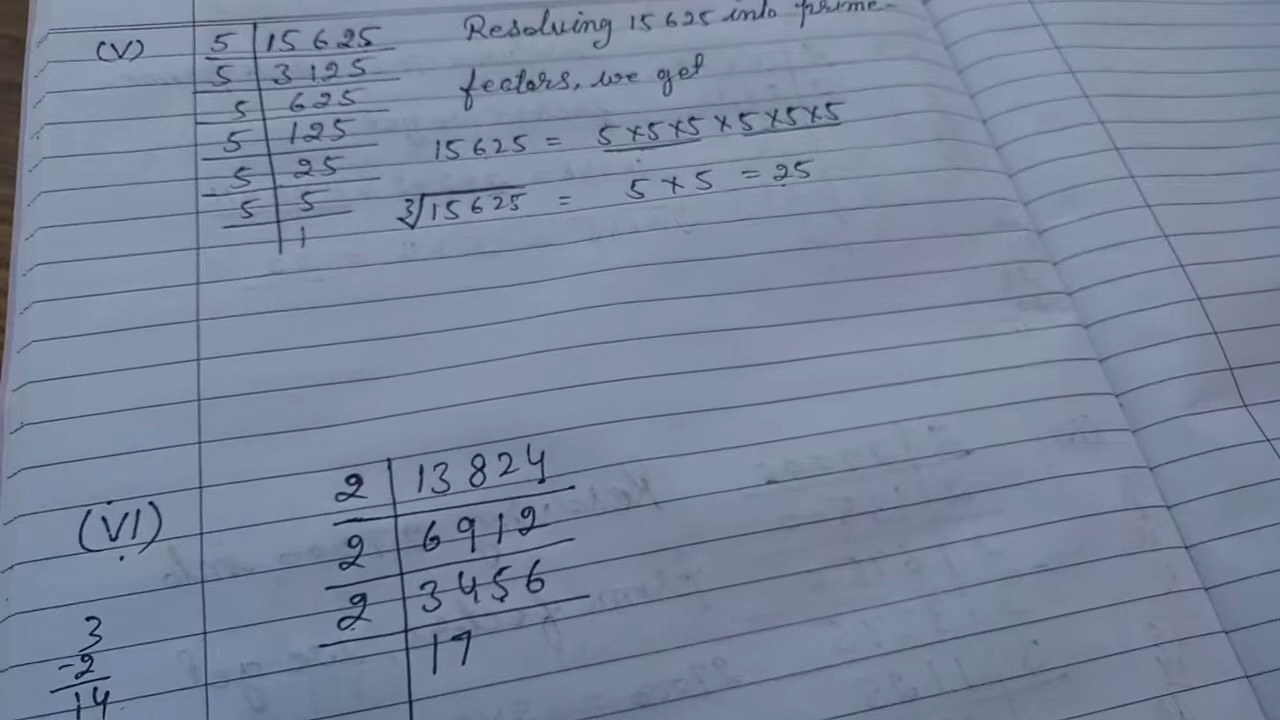 (V) 5 | 15625 Resolving 15625 into prime
5 | 3125 fectors, we get
5 | 625
5 | 125 15625 = 5×5×5×5×5×5
5 | 25
5 | 5 ∛15625 = 5×5 = 25
1
(VI) 2 | 13824
2 | 6912
2 | 3456
3 2 | 17
-2
14